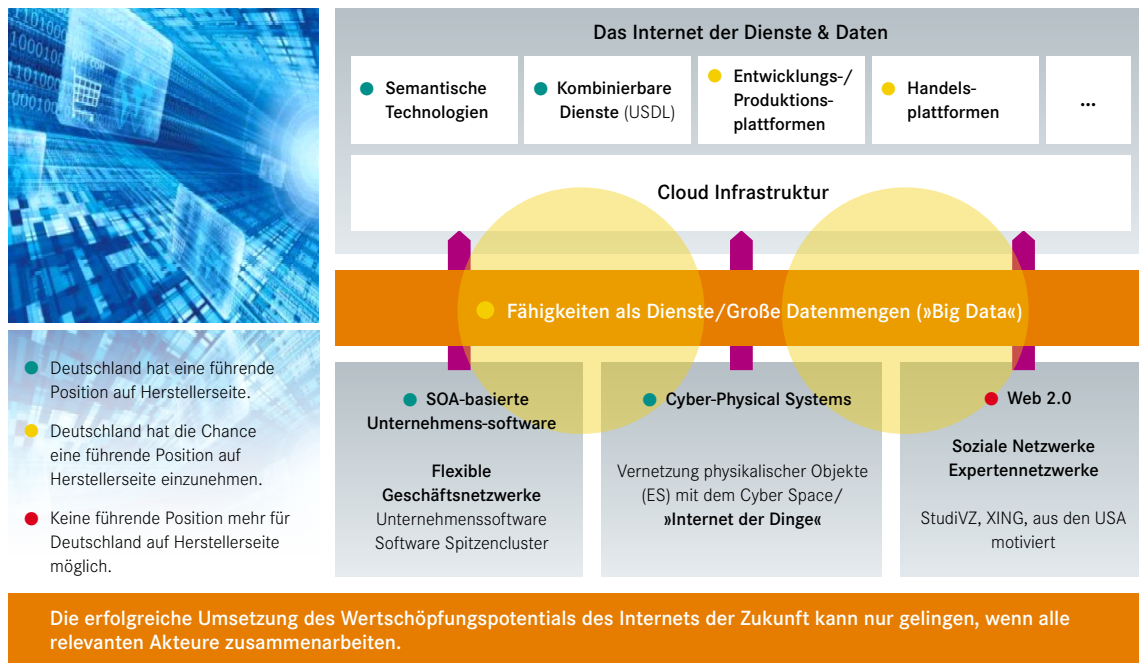 Das Internet der Dienste & Daten
Semantische
Technologien
Kombinierbare
Dienste (USDL)
Entwicklungs-/
Produktions-
plattformen
Handels-
plattformen
...
Cloud Infrastruktur
Fähigkeiten als Dienste/Große Datenmengen (»Big Data«)
SOA-basierte
Unternehmens-software
Flexible
Geschäftsnetzwerke
Unternehmenssoftware
Software Spitzencluster
Cyber-Physical Systems
Vernetzung physikalischer Objekte
(ES) mit dem Cyber Space/
»Internet der Dinge«
Web 2.0
Soziale Netzwerke
Expertennetzwerke
StudiVZ, XING, aus den USA
motiviert
Deutschland hat eine führende
Position auf Herstellerseite.
Deutschland hat die Chance
eine führende Position auf
Herstellerseite einzunehmen.
Keine führende Position mehr für
Deutschland auf Herstellerseite
möglich.
Die erfolgreiche Umsetzung des Wertschöpfungspotentials des Internets der Zukunft kann nur gelingen, wenn alle
relevanten Akteure zusammenarbeiten.